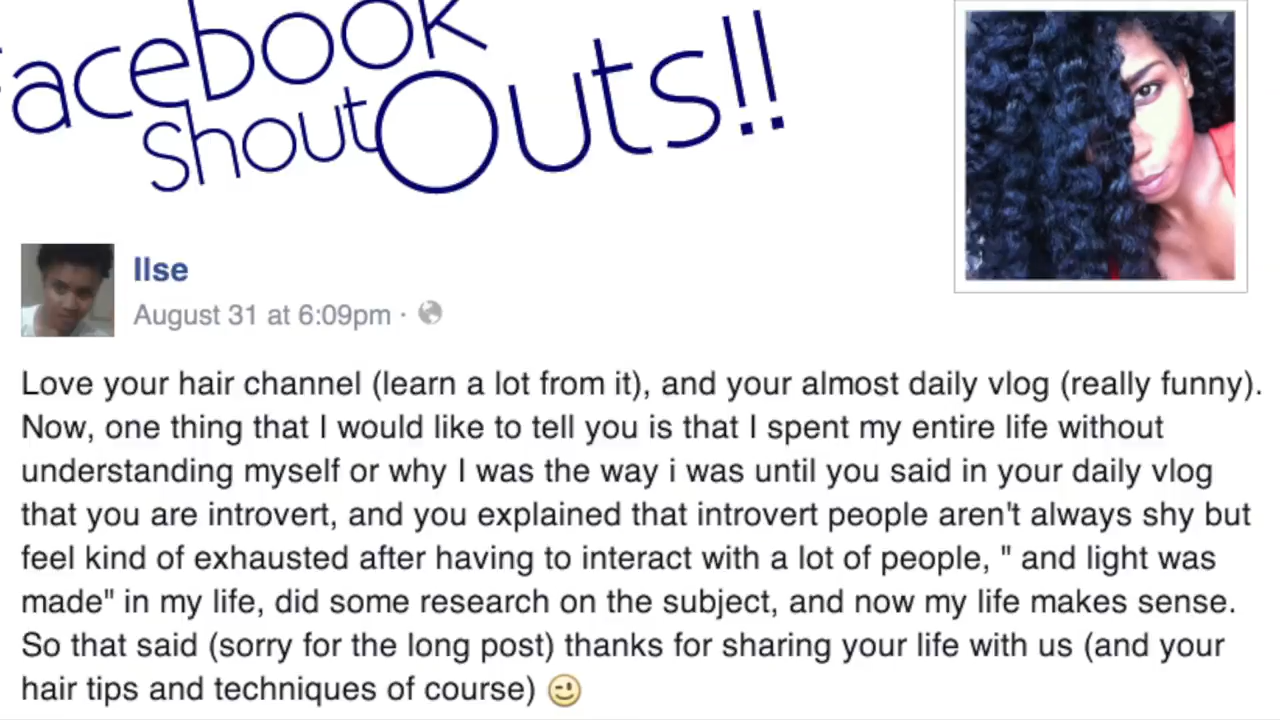 Facebook
Shout Outs!!
Ilse
August 31 at 6:09pm ·
Love your hair channel (learn a lot from it), and your almost daily vlog (really funny).
Now, one thing that I would like to tell you is that I spent my entire life without
understanding myself or why I was the way i was until you said in your daily vlog
that you are introvert, and you explained that introvert people aren't always shy but
feel kind of exhausted after having to interact with a lot of people, " and light was
made" in my life, did some research on the subject, and now my life makes sense.
So that said (sorry for the long post) thanks for sharing your life with us (and your
hair tips and techniques of course) 😉